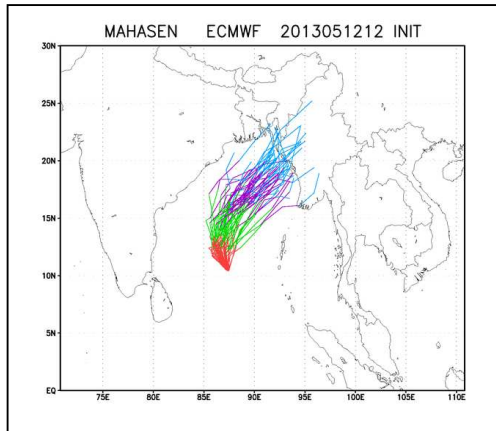 MAHASEN ECMWF 2013051212 INIT
30N
25N
20N
15N
10N
5N
EQ
75E 80E 85E 90E 95E 100E 105E 110E